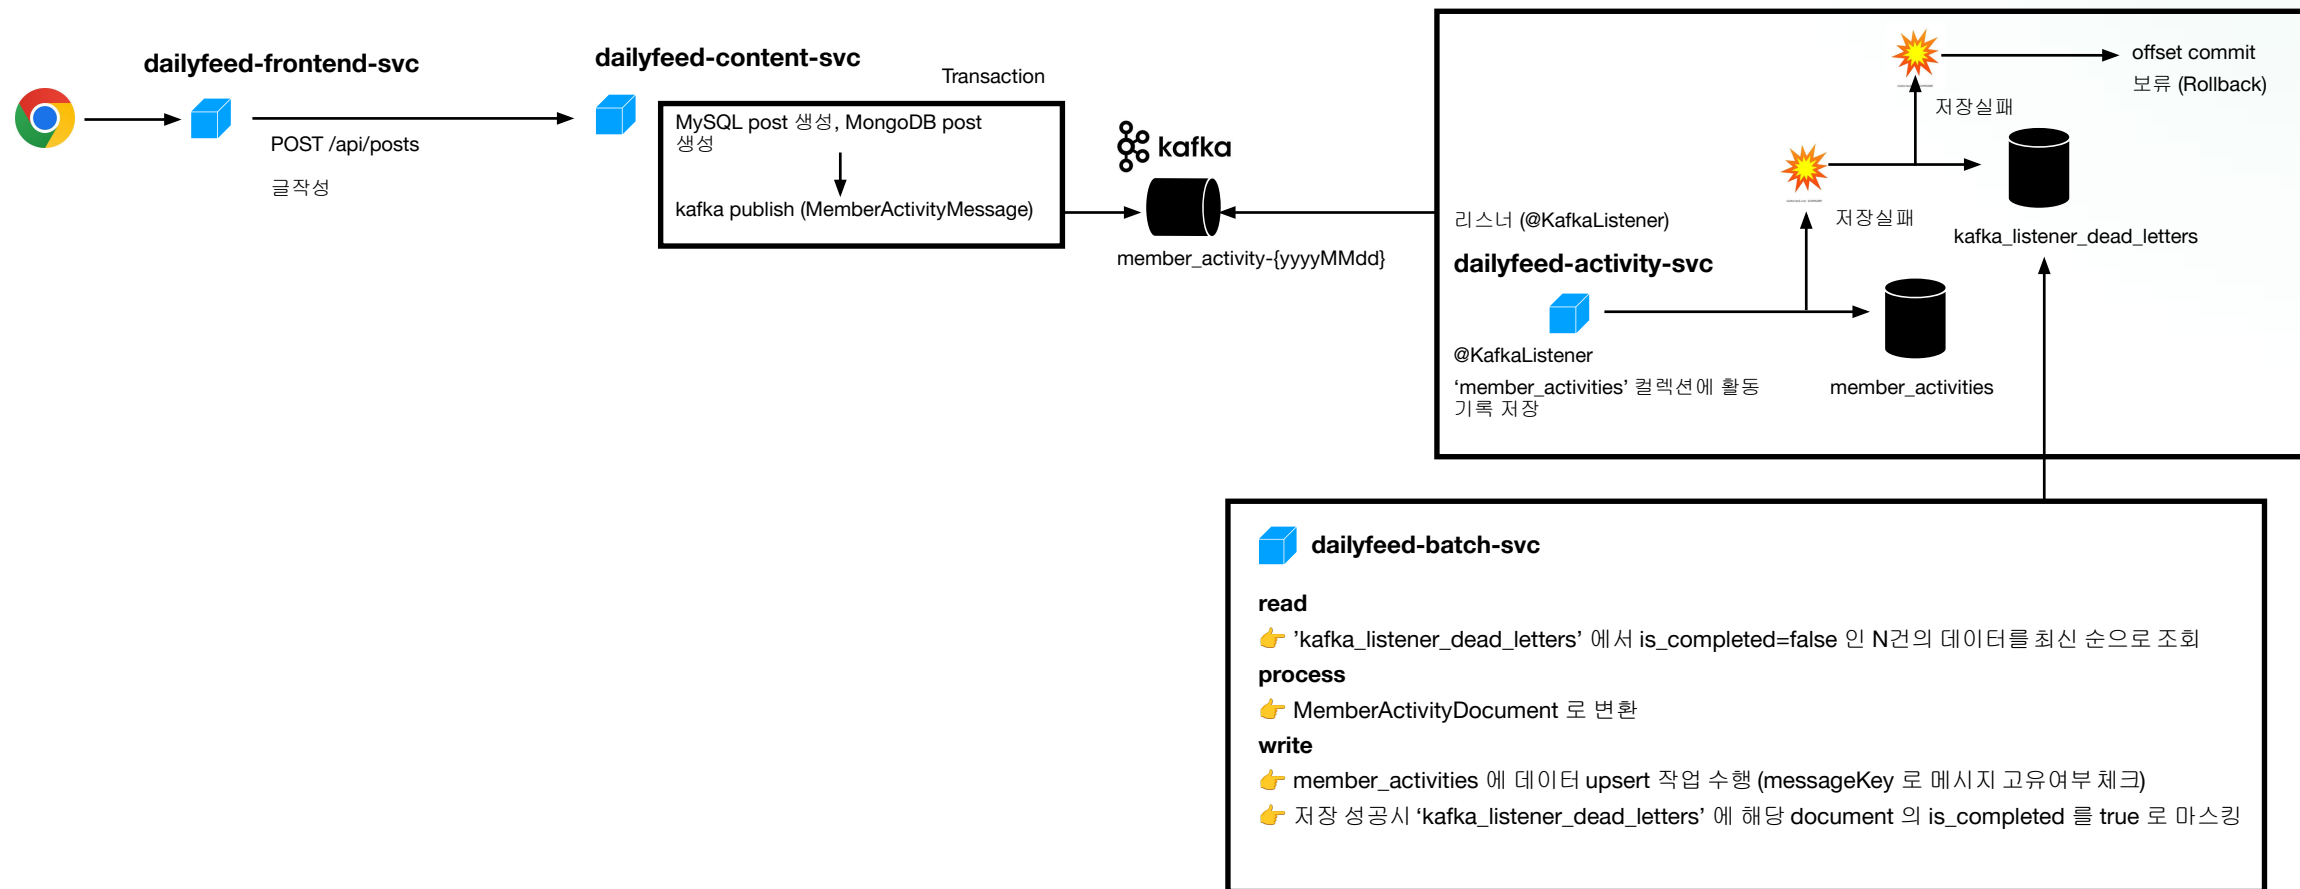 dailyfeed-frontend-svc
POST /api/posts
글작성
dailyfeed-content-svc
Transaction
MySQL post 생성, MongoDB post
생성
kafka publish (MemberActivityMessage)
kafka
member_activity-{yyyyMMdd}
리스너 (@KafkaListener)
dailyfeed-activity-svc
@KafkaListener
‘member_activities’ 컬렉션에 활동
기록 저장
저장실패
member_activities
저장실패
kafka_listener_dead_letters
offset commit
보류 (Rollback)
dailyfeed-batch-svc
read
👉 ’kafka_listener_dead_letters’ 에서 is_completed=false 인 N건의 데이터를 최신 순으로 조회
process
👉 MemberActivityDocument 로 변환
write
👉 member_activities 에 데이터 upsert 작업 수행 (messageKey 로 메시지 고유여부 체크)
👉 저장 성공시 ‘kafka_listener_dead_letters’ 에 해당 document 의 is_completed 를 true 로 마스킹